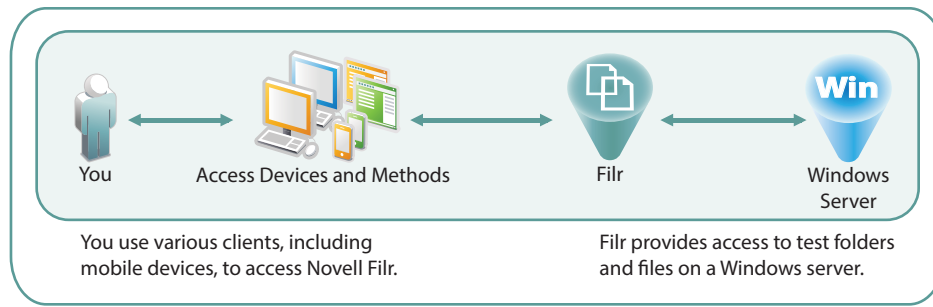 Win
You
Access Devices and Methods
Filr
Windows
Server
You use various clients, including
mobile devices, to access Novell Filr.
Filr provides access to test folders
and files on a Windows server.